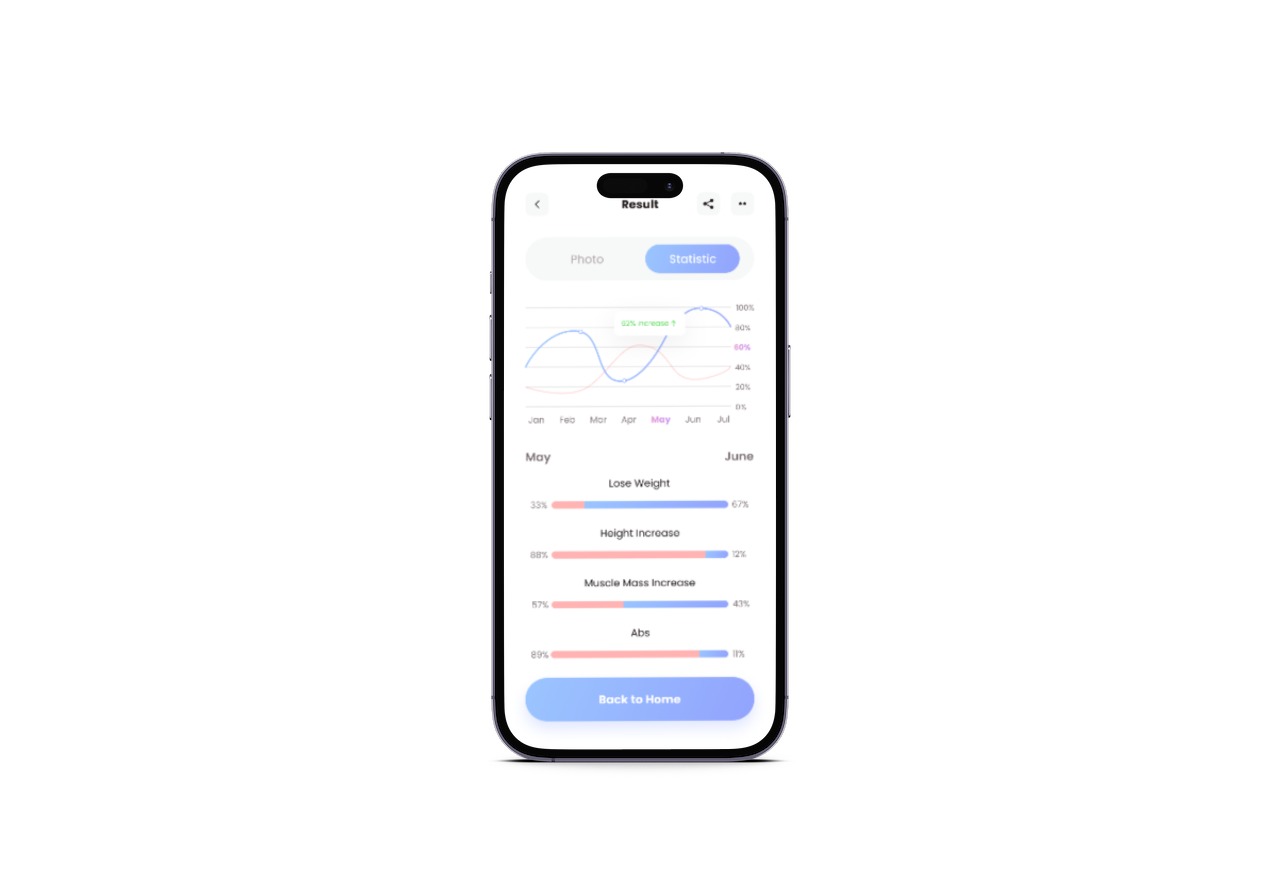 Result
Photo Statistic
62% increase ↑
100%
80%
60%
40%
20%
0%
Jan Feb Mar Apr May Jun Jul
May June
Lose Weight
33% 67%
Height Increase
88% 12%
Muscle Mass Increase
57% 43%
Abs
89% 11%
Back to Home